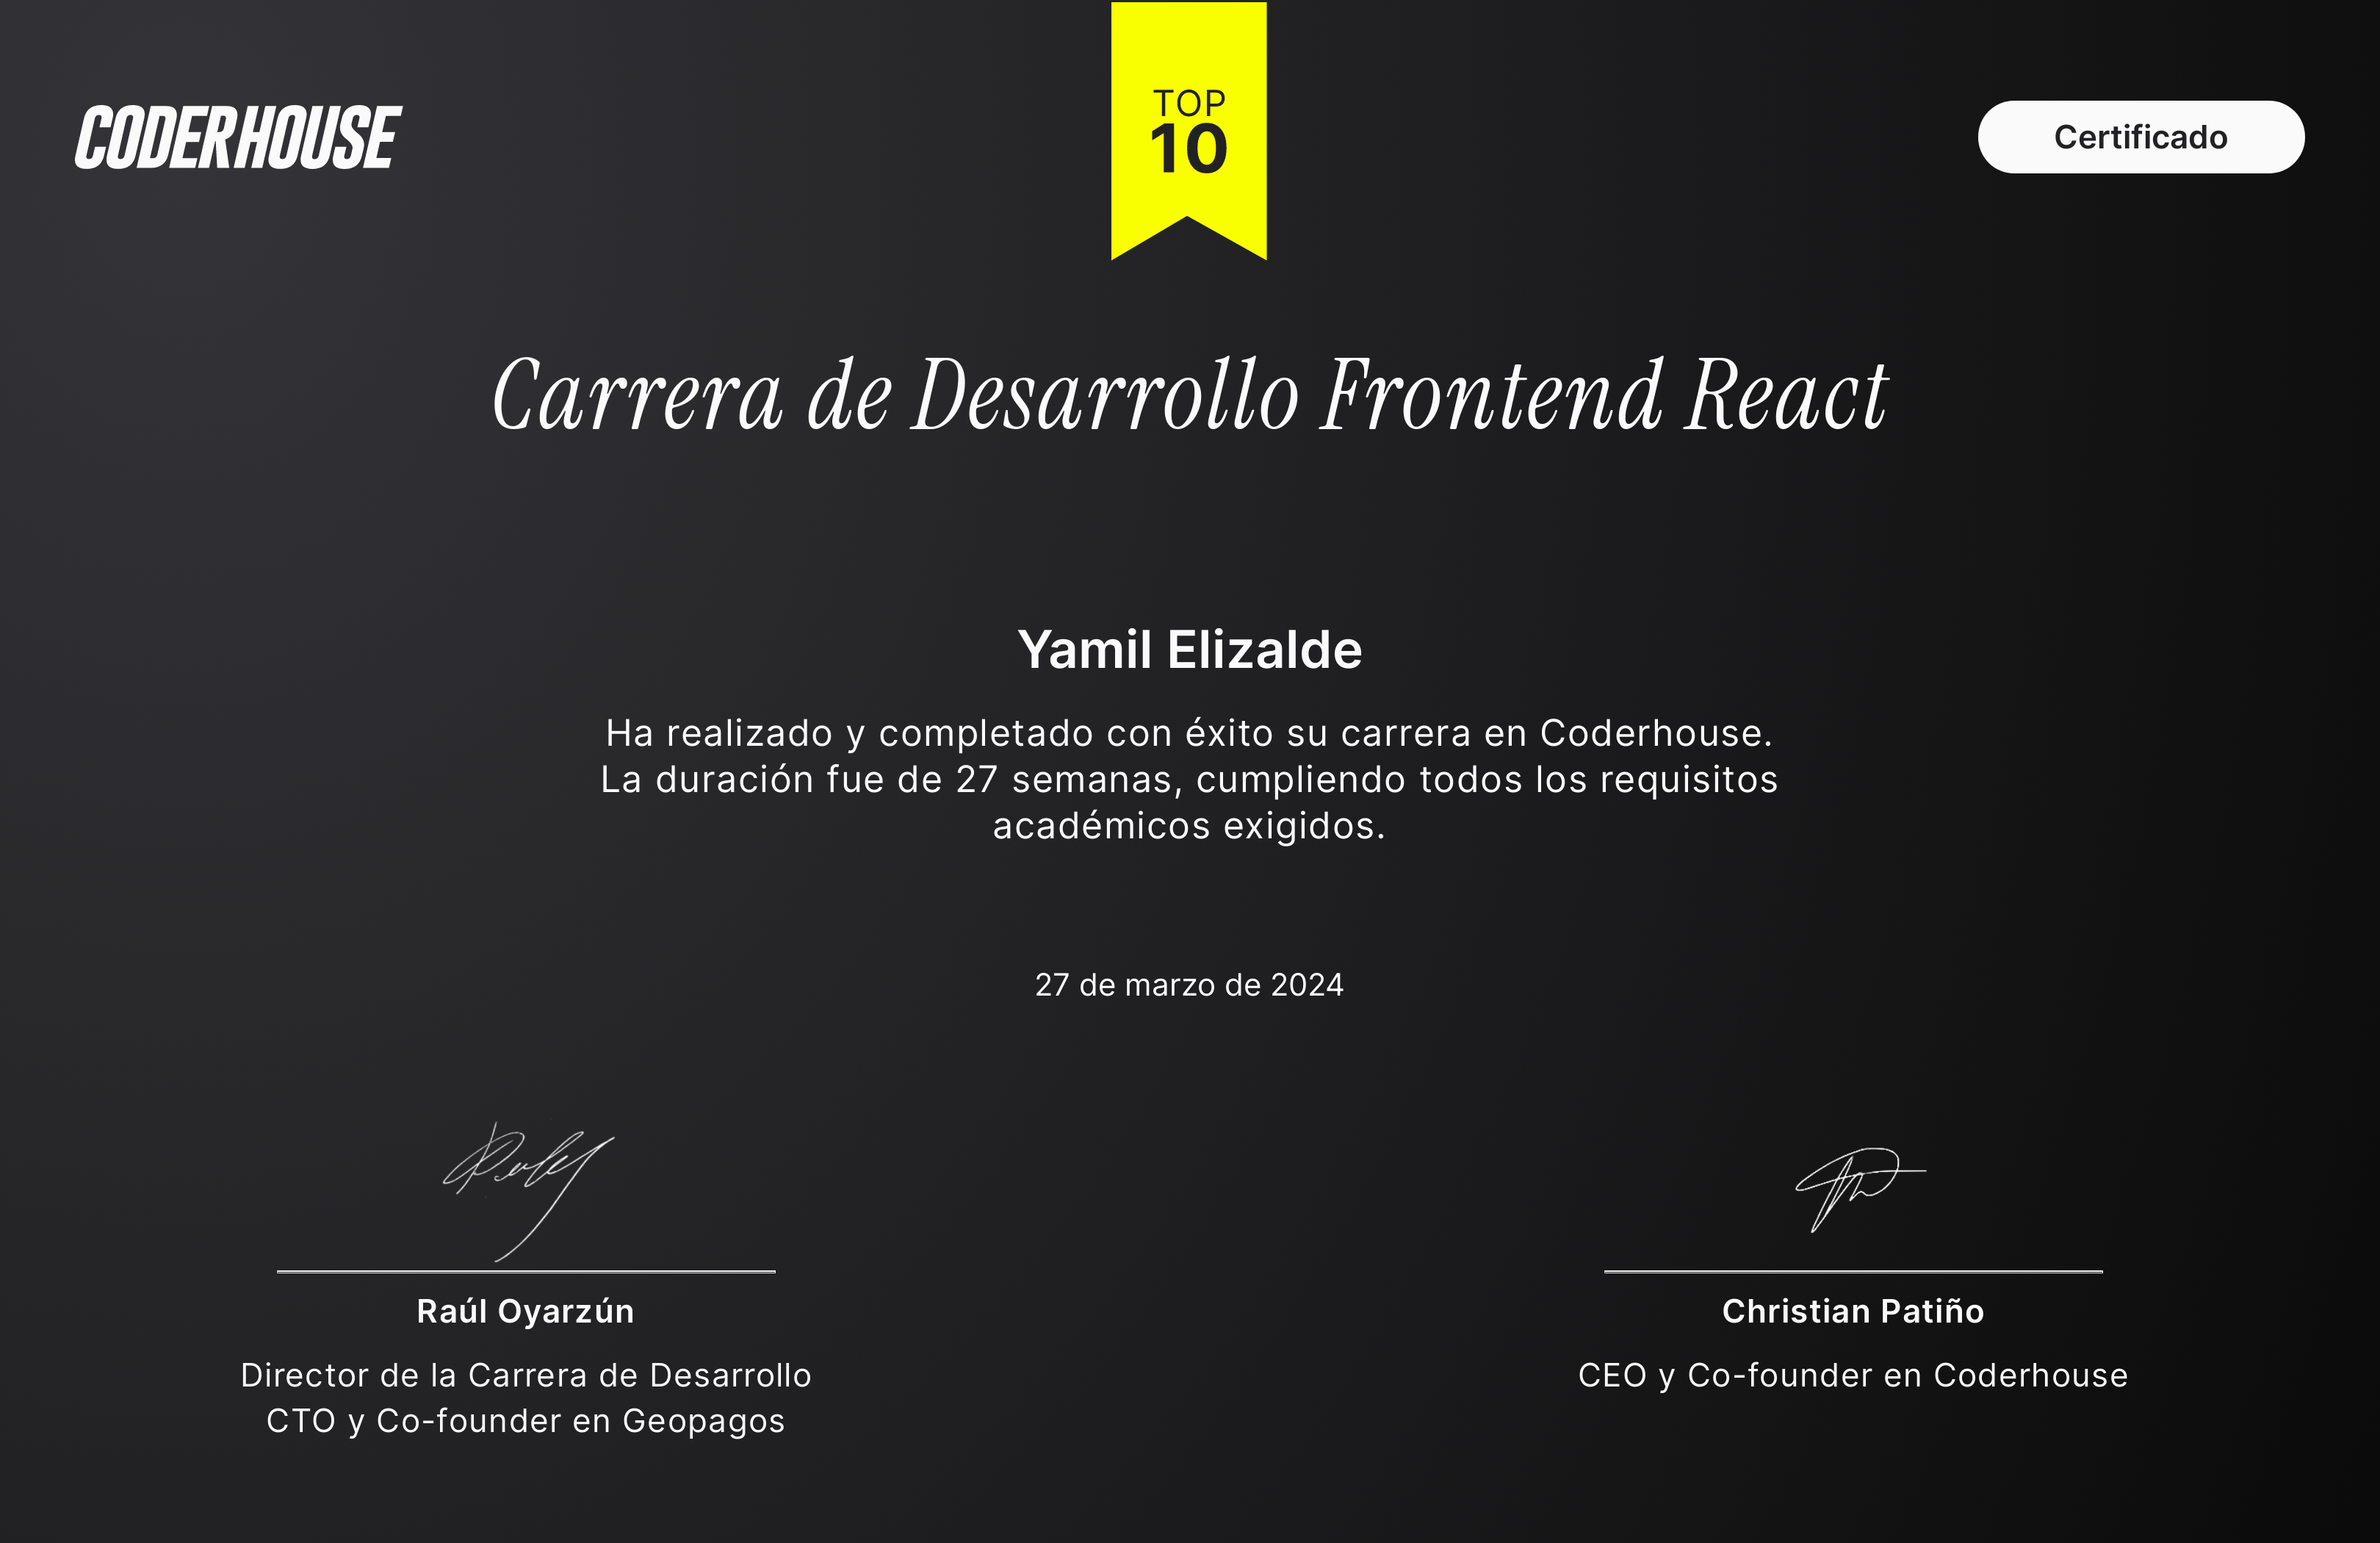 CODERHOUSE
TOP
10
Certificado
Carrera de Desarrollo Frontend React
Yamil Elizalde
Ha realizado y completado con éxito su carrera en Coderhouse.
La duración fue de 27 semanas, cumpliendo todos los requisitos
académicos exigidos.
27 de marzo de 2024
Raúl Oyarzún
Director de la Carrera de Desarrollo
CTO y Co-founder en Geopagos
Christian Patiño
CEO y Co-founder en Coderhouse